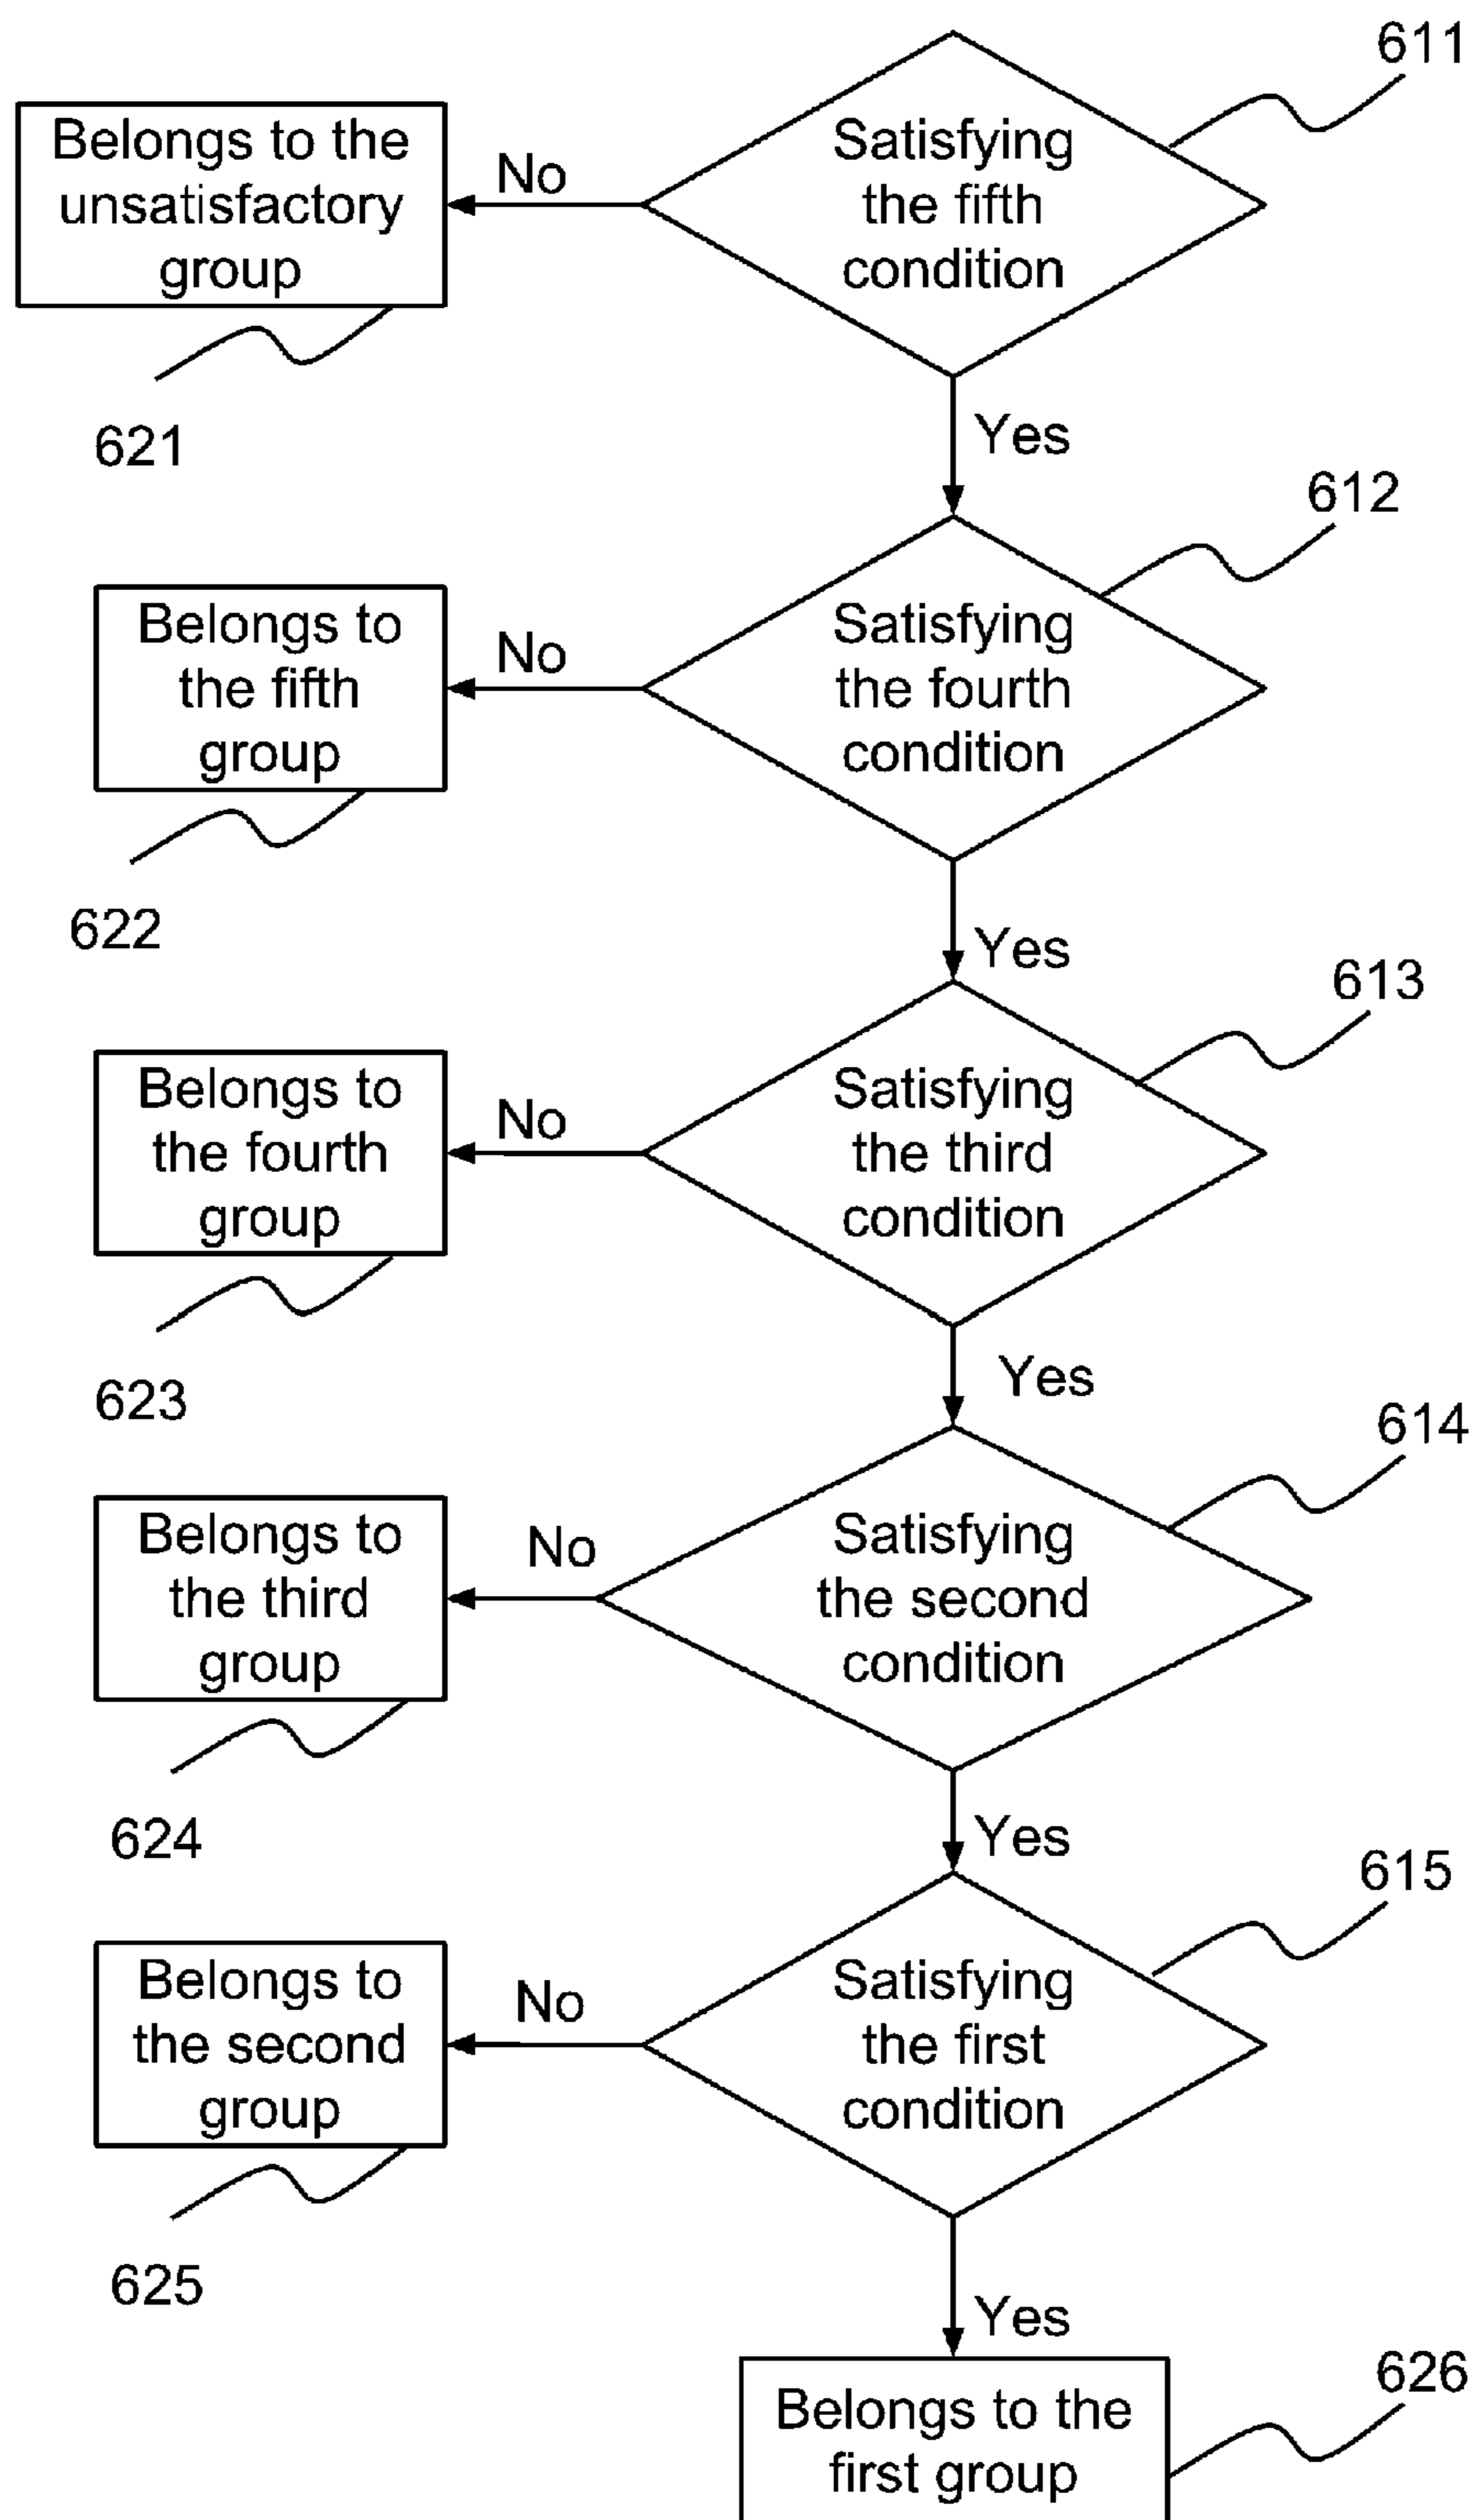 611
Belongs to the
unsatisfactory
group
No
Satisfying
the fifth
condition
621
Yes
612
Belongs to
the fifth
group
No
Satisfying
the fourth
condition
622
Yes
613
Belongs to
the fourth
group
No
Satisfying
the third
condition
623
Yes
614
Belongs to
the third
group
No
Satisfying
the second
condition
624
Yes
615
Belongs to
the second
group
No
Satisfying
the first
condition
625
Yes
626
Belongs to the
first group